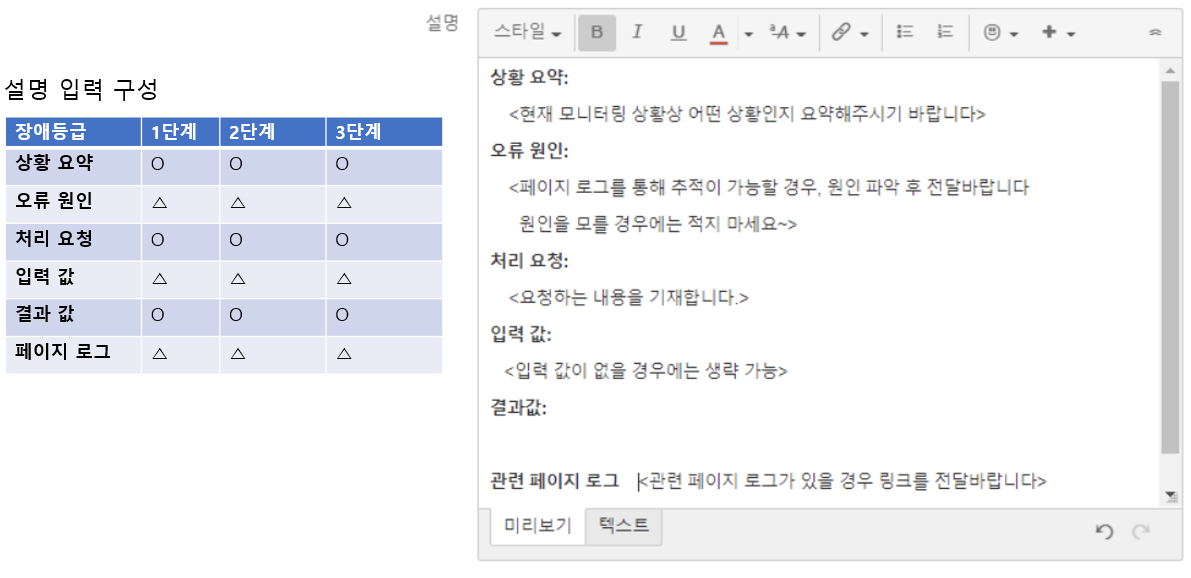 설명 입력 구성
장애등급 1단계 2단계 3단계
상황 요약 O O O
오류 원인 △ △ △
처리 요청 O O O
입력 값 △ △ △
결과 값 O O O
페이지 로그 △ △ △
설명
스타일 B I U A ªA
상황 요약:
<현재 모니터링 상황상 어떤 상황인지 요약해주시기 바랍니다>
오류 원인:
<페이지 로그를 통해 추적이 가능할 경우, 원인 파악 후 전달바랍니다
원인을 모를 경우에는 적지 마세요~>
처리 요청:
<요청하는 내용을 기재합니다.>
입력 값:
<입력 값이 없을 경우에는 생략 가능>
결과값:
관련 페이지 로그 <관련 페이지 로그가 있을 경우 링크를 전달바랍니다>
미리보기 텍스트